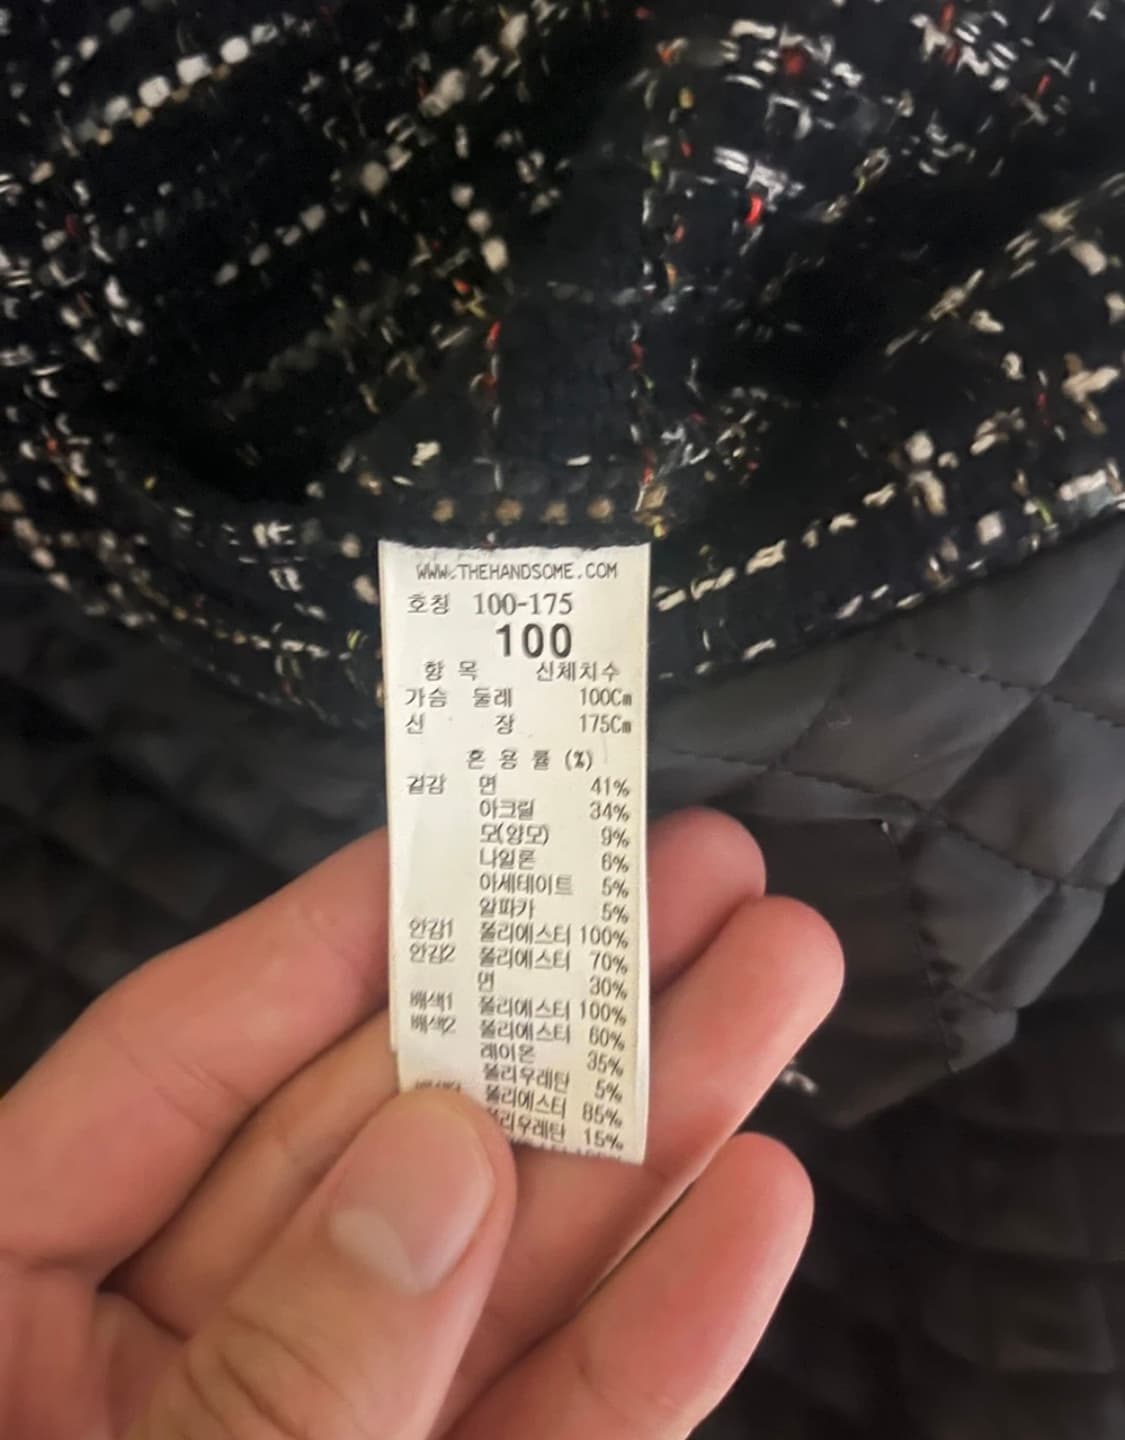 WWW.THEHANDSOME.COM
호칭 100-175
100
항 목 신체치수
가슴 둘레 100Cm
신 장 175Cm
혼 용 률 (%)
겉감 면 41%
아크릴 34%
모(양모) 9%
나일론 6%
아세테이트 5%
알파카 5%
안감1 폴리에스터 100%
안감2 폴리에스터 70%
면 30%
배색1 폴리에스터 100%
배색2 폴리에스터 60%
레이온 35%
폴리우레탄 5%
폴리에스터 85%
폴리우레탄 15%